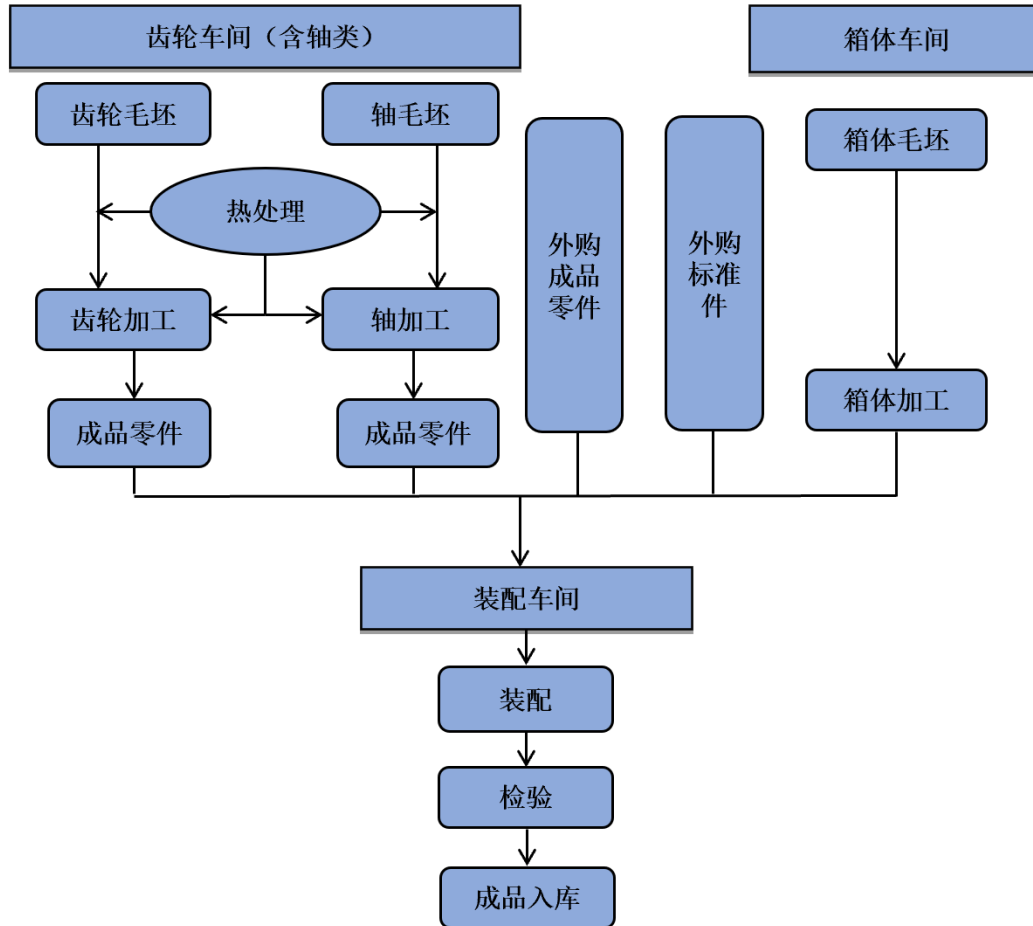 齿轮车间（含轴类）
箱体车间
齿轮毛坯
轴毛坯
箱体毛坯
热处理
外购
成品
零件
外购
标准
件
齿轮加工
轴加工
箱体加工
成品零件
成品零件
装配车间
装配
检验
成品入库